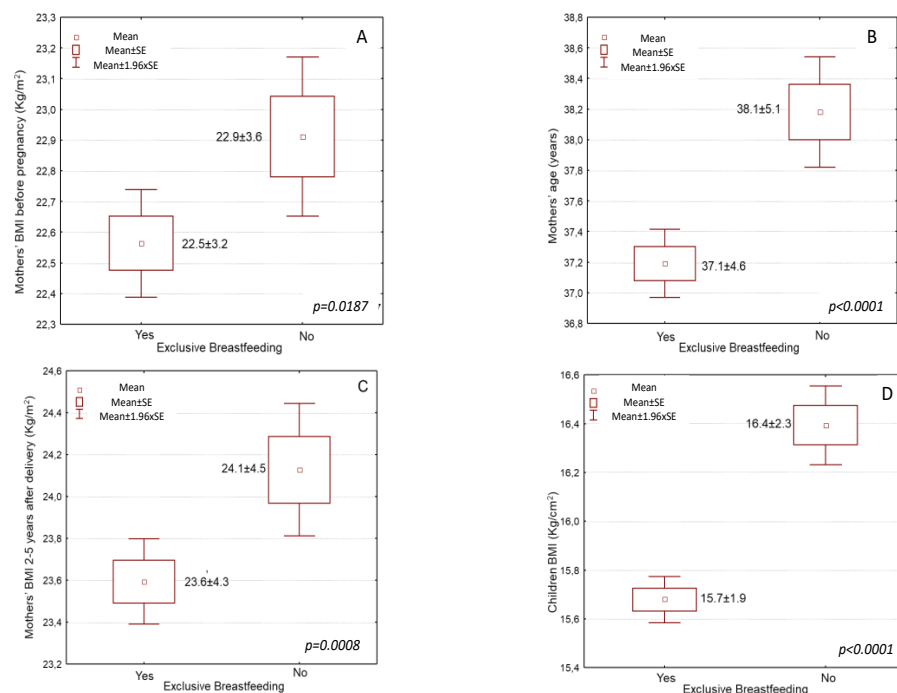 A
Mean
Mean±SE
Mean±1.96xSE
Mothers' BMI before pregnancy (Kg/m²)
23,3
23,2
23,1
23,0
22,9
22,8
22,7
22,6
22,5
22,4
22,3
22.9±3.6
22.5±3.2
p=0.0187
Yes
No
Exclusive Breastfeeding
B
Mean
Mean±SE
Mean±1.96xSE
Mothers' age (years)
38,8
38,6
38,4
38,2
38,0
37,8
37,6
37,4
37,2
37,0
36,8
38.1±5.1
37.1±4.6
p<0.0001
Yes
No
Exclusive Breastfeeding
C
Mean
Mean±SE
Mean±1.96xSE
Mothers' BMI 2-5 years after delivery (Kg/m²)
24,6
24,4
24,2
24,0
23,8
23,6
23,4
23,2
24.1±4.5
23.6±4.3
p=0.0008
Yes
No
Exclusive Breastfeeding
D
Mean
Mean±SE
Mean±1.96xSE
Children BMI (Kg/cm²)
16,6
16,4
16,2
16,0
15,8
15,6
15,4
16.4±2.3
15.7±1.9
p<0.0001
Yes
No
Exclusive Breastfeeding